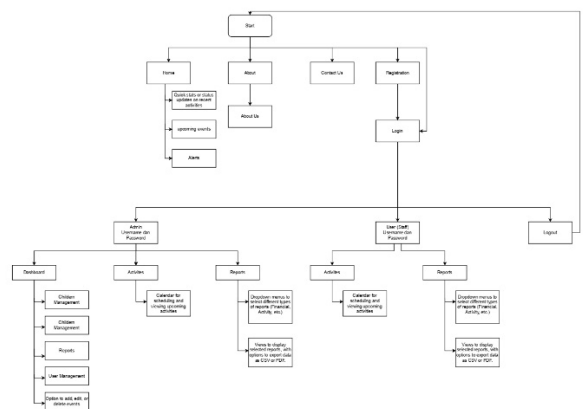 Start
Home
About
Contact Us
Registration
Quick stats or status
updates on recent
activities
About Us
upcoming events
Login
Alerts
Admin
Username dan
Password
User (Staff)
Username dan
Password
Logout
Dashboard
Activites
Reports
Activites
Reports
Children
Management
Calendar for
scheduling and
viewing upcoming
activities
Dropdown menus to
select different types
of reports (Financial,
Activity, etc.)
Calendar for
scheduling and
viewing upcoming
activities
Dropdown menus to
select different types
of reports (Financial,
Activity, etc.)
Children
Management
Reports
Views to display
selected reports, with
options to export data
as CSV or PDF.
Views to display
selected reports, with
options to export data
as CSV or PDF.
User Management
Option to add, edit, or
delete events